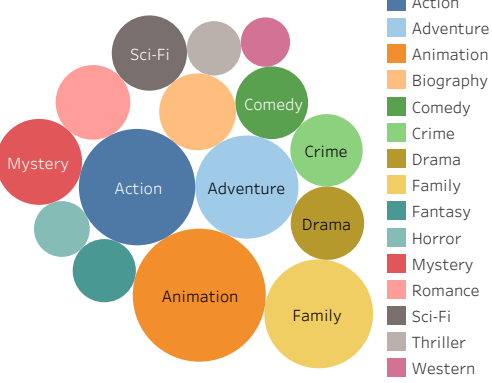 Sci-Fi
Comedy
Mystery
Crime
Action
Adventure
Drama
Animation
Family
Action
Adventure
Animation
Biography
Comedy
Crime
Drama
Family
Fantasy
Horror
Mystery
Romance
Sci-Fi
Thriller
Western